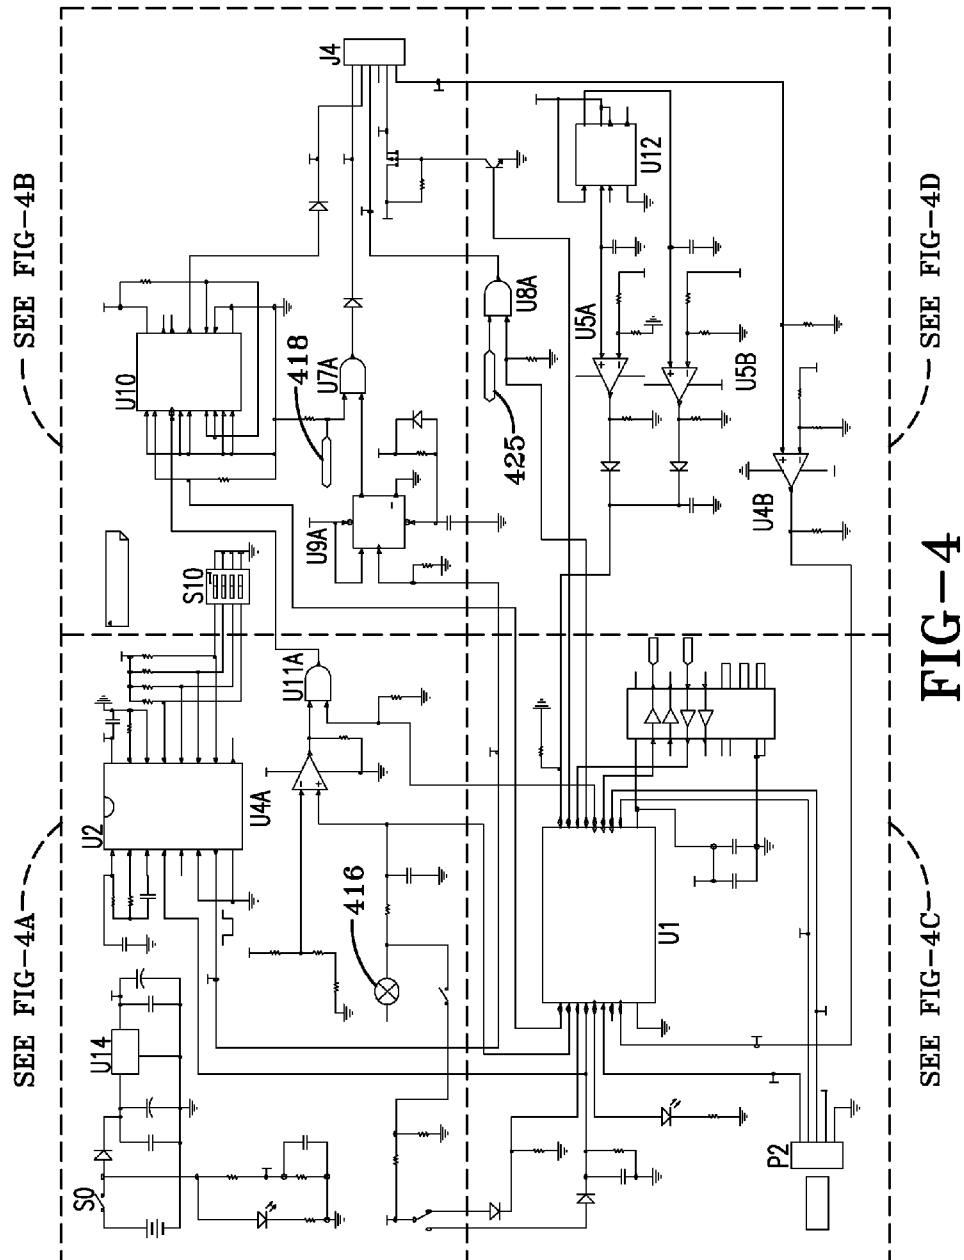 SEE FIG-4A
SEE FIG-4B
SEE FIG-4C
SEE FIG-4D
S0
U14
U2
S10
U10
J4
U4A
U11A
U9A
U7A
418
416
U8A
425
U12
U5A
U5B
U4B
U1
P2
FIG-4